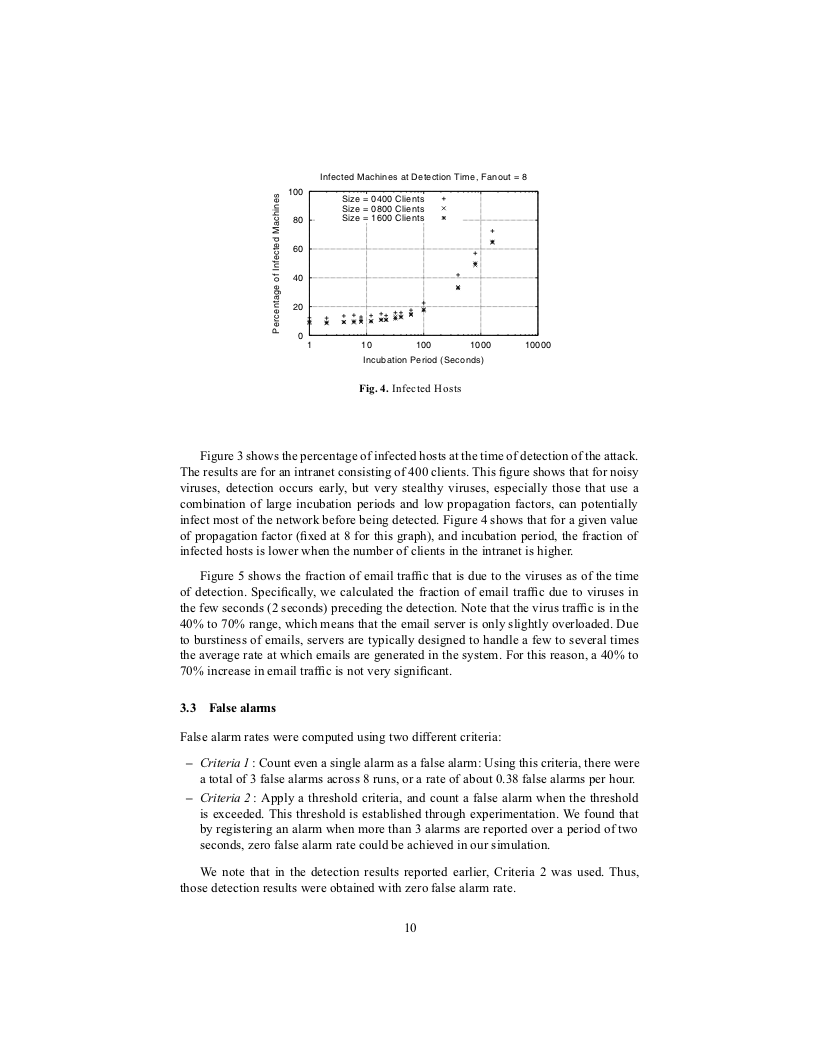 Infected Machines at Detection Time, Fanout = 8
Percentage of Infected Machines
100
80
60
40
20
0
Size = 0400 Clients
Size = 0800 Clients
Size = 1600 Clients
1 10 100 1000 10000
Incubation Period (Seconds)
Fig. 4. Infected Hosts
Figure 3 shows the percentage of infected hosts at the time of detection of the attack.
The results are for an intranet consisting of 400 clients. This figure shows that for noisy
viruses, detection occurs early, but very stealthy viruses, especially those that use a
combination of large incubation periods and low propagation factors, can potentially
infect most of the network before being detected. Figure 4 shows that for a given value
of propagation factor (fixed at 8 for this graph), and incubation period, the fraction of
infected hosts is lower when the number of clients in the intranet is higher.
Figure 5 shows the fraction of email traffic that is due to the viruses as of the time
of detection. Specifically, we calculated the fraction of email traffic due to viruses in
the few seconds (2 seconds) preceding the detection. Note that the virus traffic is in the
40% to 70% range, which means that the email server is only slightly overloaded. Due
to burstiness of emails, servers are typically designed to handle a few to several times
the average rate at which emails are generated in the system. For this reason, a 40% to
70% increase in email traffic is not very significant.
3.3 False alarms
False alarm rates were computed using two different criteria:
– Criteria 1 : Count even a single alarm as a false alarm: Using this criteria, there were
a total of 3 false alarms across 8 runs, or a rate of about 0.38 false alarms per hour.
– Criteria 2 : Apply a threshold criteria, and count a false alarm when the threshold
is exceeded. This threshold is established through experimentation. We found that
by registering an alarm when more than 3 alarms are reported over a period of two
seconds, zero false alarm rate could be achieved in our simulation.
We note that in the detection results reported earlier, Criteria 2 was used. Thus,
those detection results were obtained with zero false alarm rate.
10